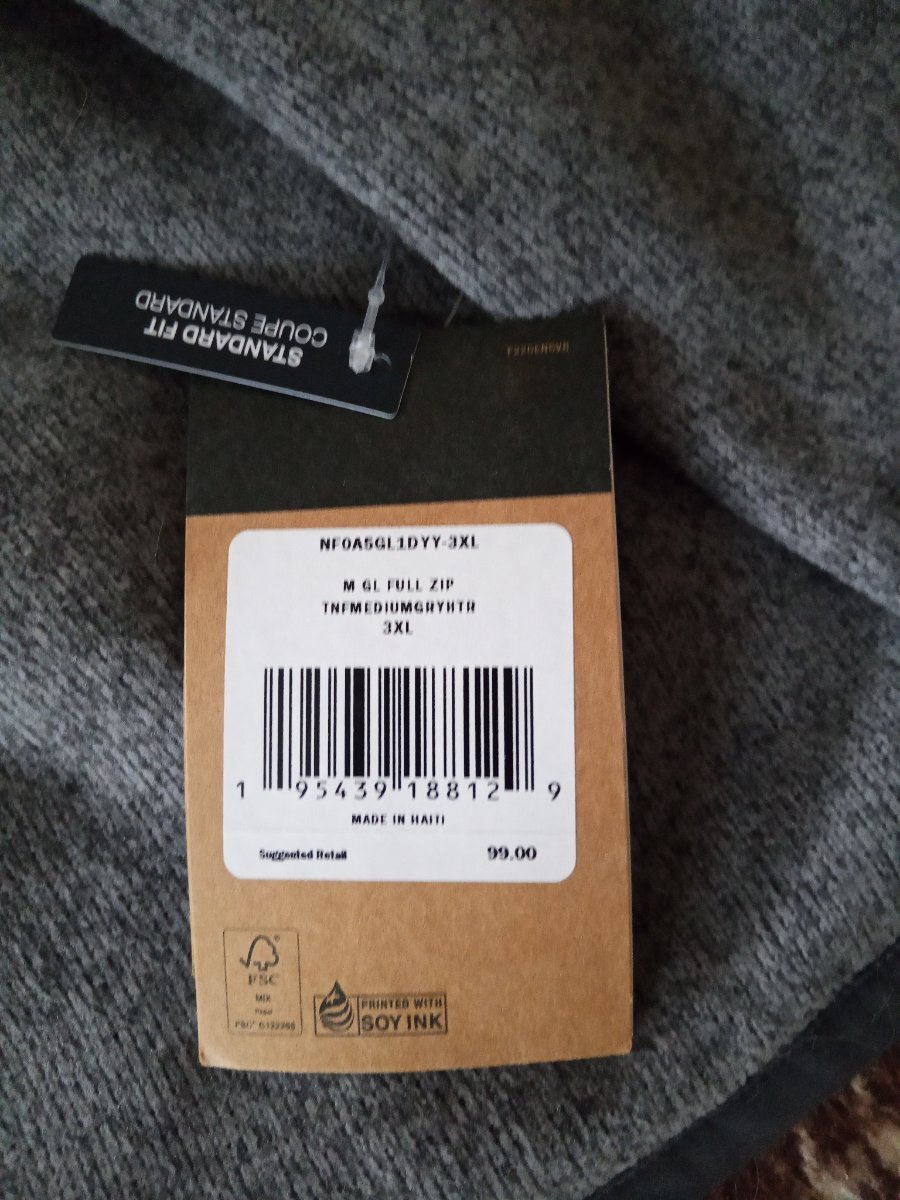 STANDARD FIT
COUPE STANDARD
NF0A5GL1DYY-3XL
M GL FULL ZIP
TNFMEDIUMGRYHTR
3XL
1 95439 18812 9
MADE IN HAITI
Suggested Retail 99.00
FSC
MIX
Paper
PRINTED WITH
SOY INK